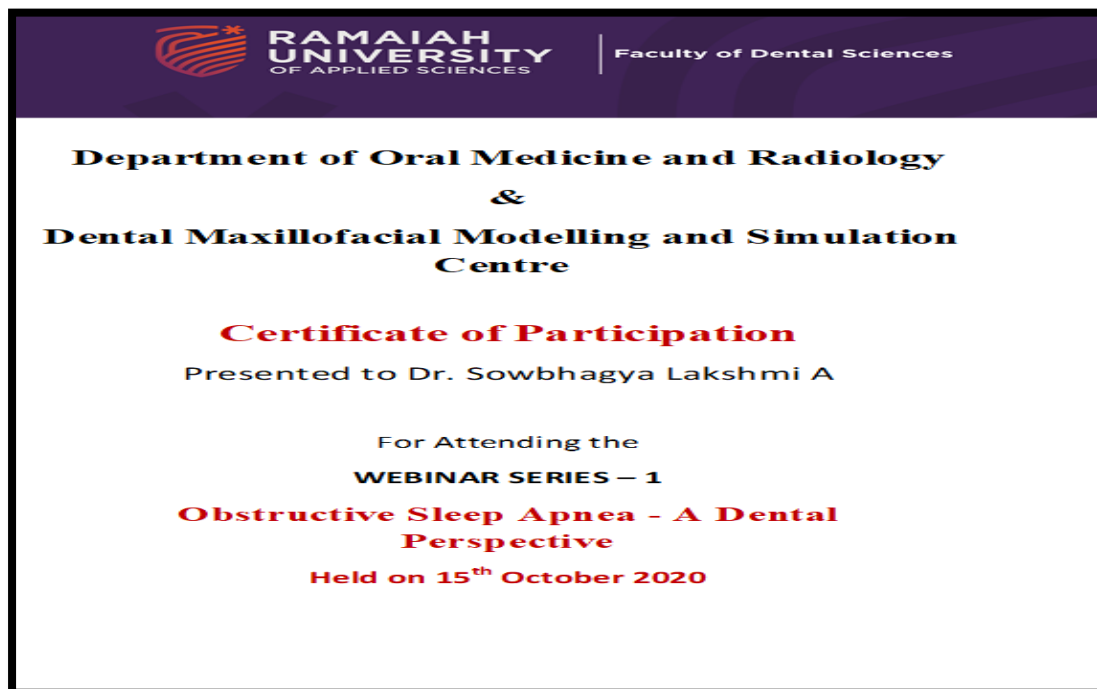 RAMAIAH
UNIVERSITY
OF APPLIED SCIENCES
Faculty of Dental Sciences
Department of Oral Medicine and Radiology
&
Dental Maxillofacial Modelling and Simulation
Centre
Certificate of Participation
Presented to Dr. Sowbhagya Lakshmi A
For Attending the
WEBINAR SERIES – 1
Obstructive Sleep Apnea - A Dental
Perspective
Held on 15th October 2020